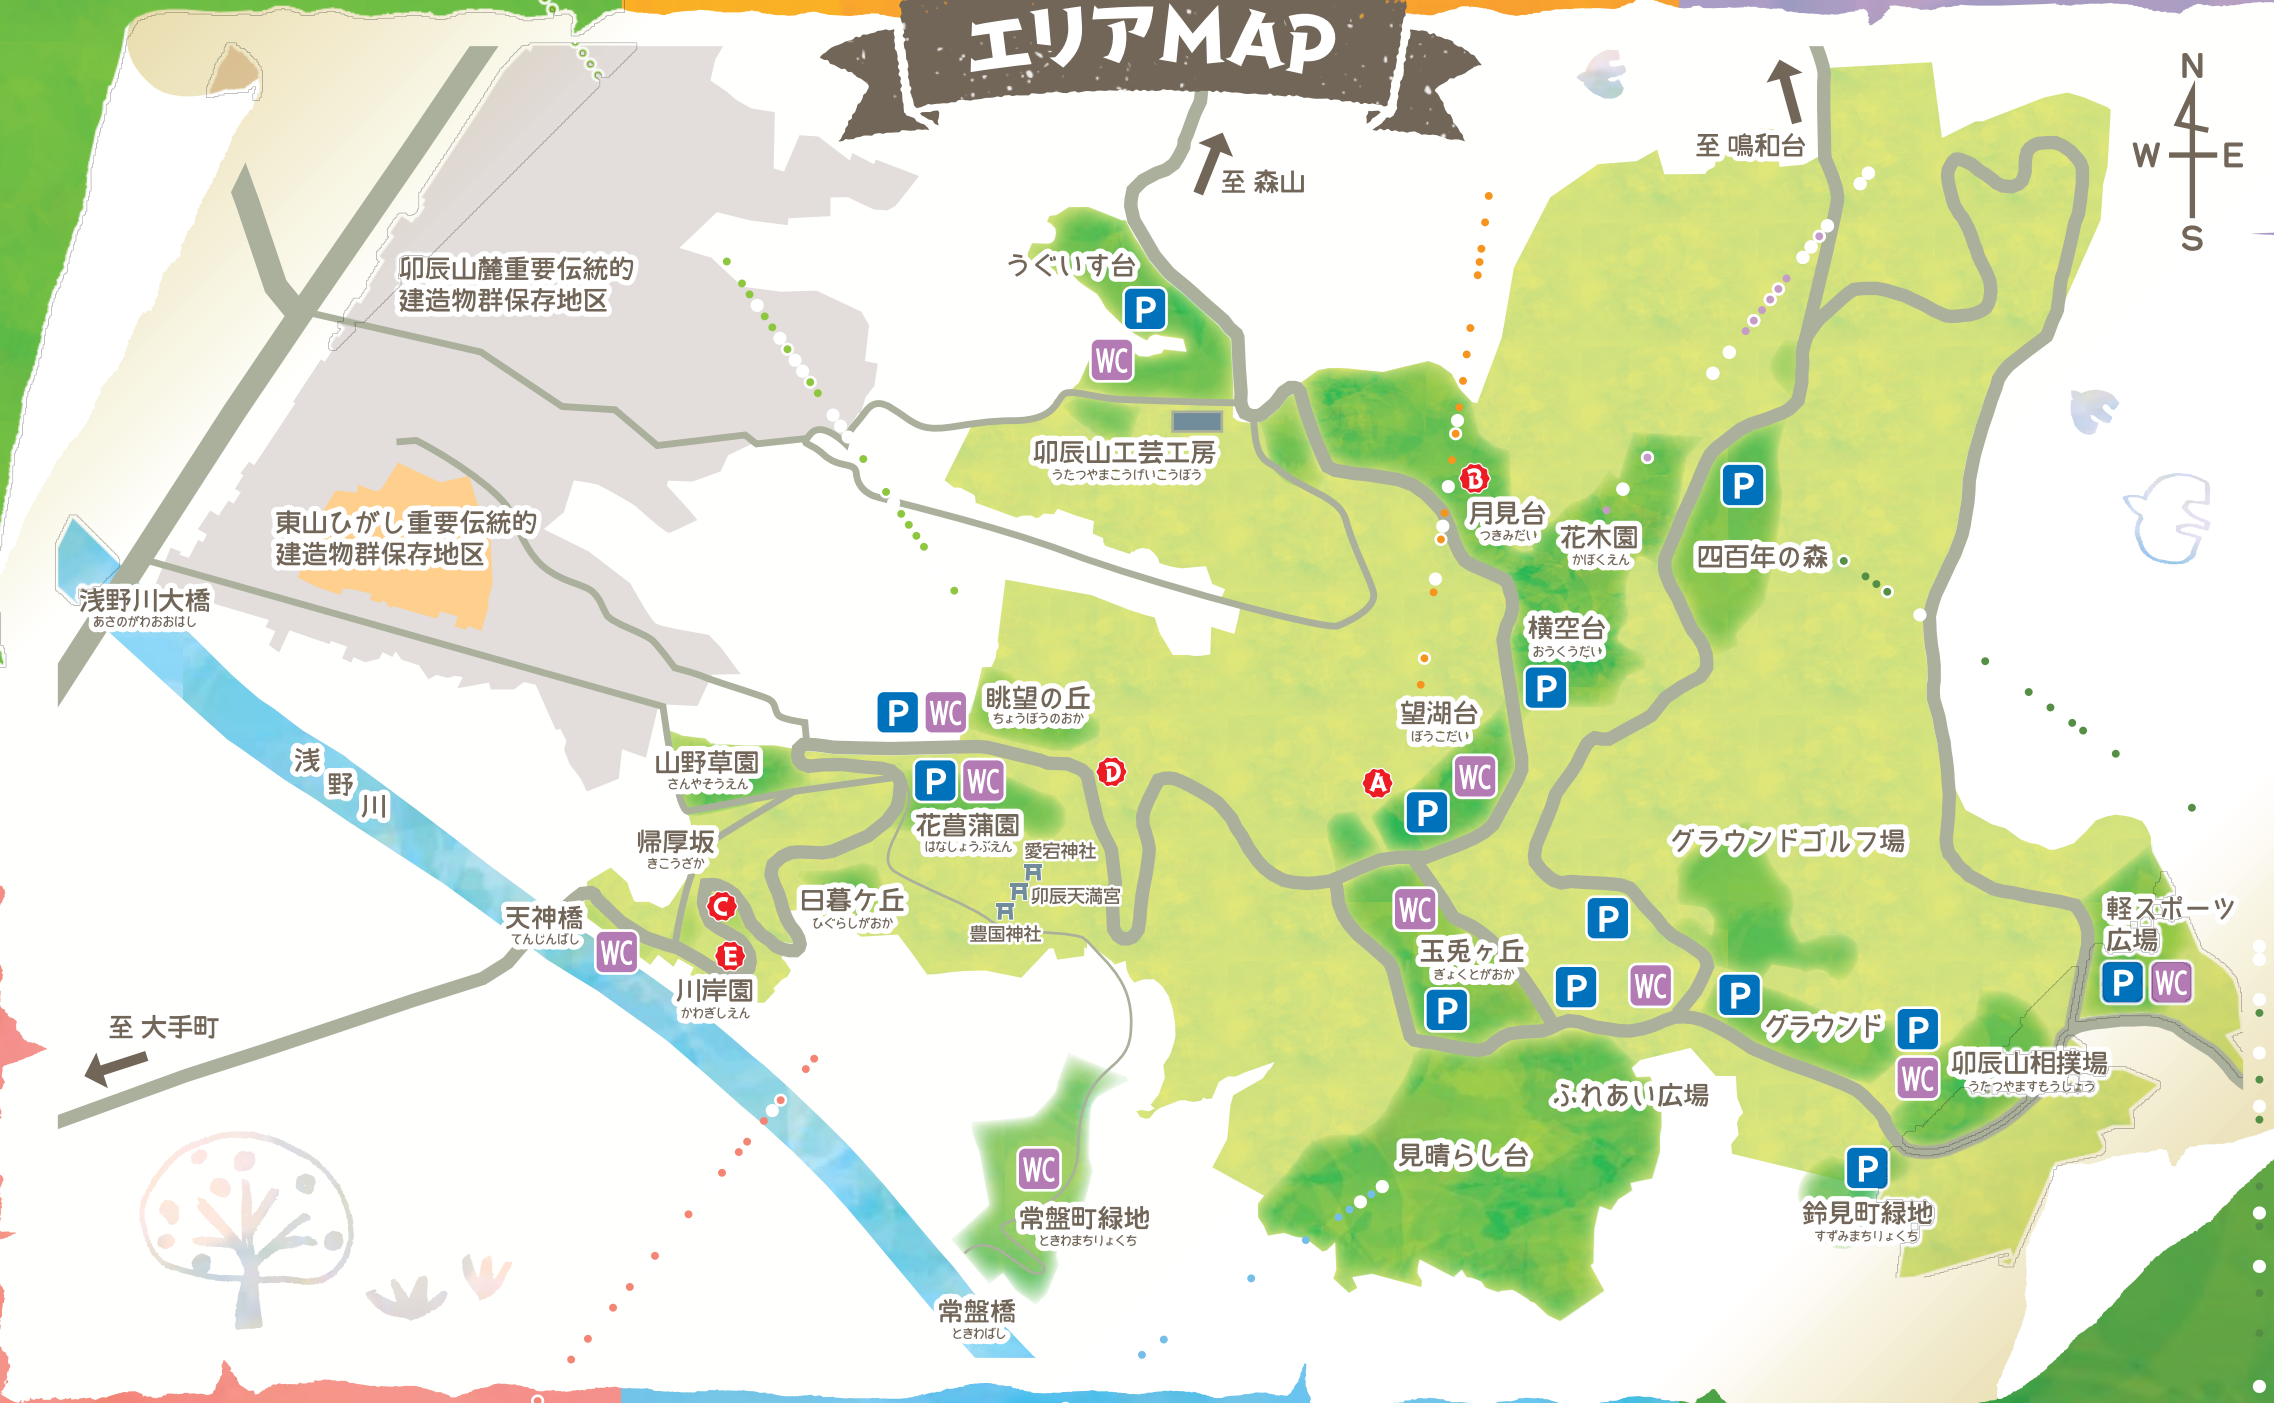 エリアMAP
N
W E
S
至 鳴和台
至 森山
卯辰山麓重要伝統的
建造物群保存地区
うぐいす台
P
WC
卯辰山工芸工房
うたつやまこうげいこうぼう
B
月見台
つきみだい
花木園
かぼくえん
P
四百年の森
東山ひがし重要伝統的
建造物群保存地区
浅野川大橋
あさのがわおおはし
横空台
おうくうだい
P
P WC
眺望の丘
ちょうぼうのおか
望湖台
ぼうこだい
浅野川
山野草園
さんやそうえん
P WC
D
A
WC
P
花菖蒲園
はなしょうぶえん
帰厚坂
きこうざか
愛宕神社
卯辰天満宮
豊国神社
グラウンドゴルフ場
日暮ケ丘
ひぐらしがおか
C
E
天神橋
てんじんばし
WC
川岸園
かわぎしえん
WC
玉兎ヶ丘
ぎょくとがおか
P
P
P
WC
P
グラウンド
P
WC
軽スポーツ
広場
P WC
卯辰山相撲場
うたつやますもうじょう
至 大手町
ふれあい広場
見晴らし台
WC
常盤町緑地
ときわまちりょくち
P
鈴見町緑地
すずみまちりょくち
常盤橋
ときわばし